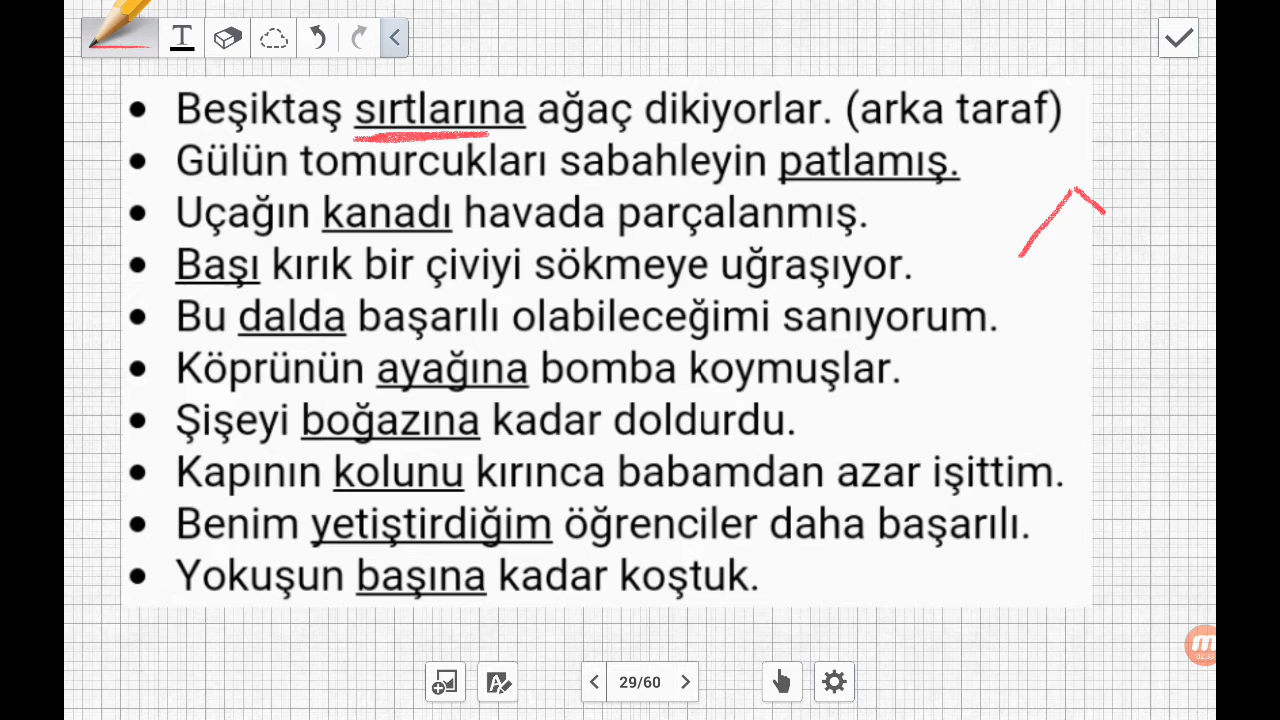 T
• Beşiktaş sırtlarına ağaç dikiyorlar. (arka taraf)
• Gülün tomurcukları sabahleyin patlamış.
• Uçağın kanadı havada parçalanmış.
• Başı kırık bir çiviyi sökmeye uğraşıyor.
• Bu dalda başarılı olabileceğimi sanıyorum.
• Köprünün ayağına bomba koymuşlar.
• Şişeyi boğazına kadar doldurdu.
• Kapının kolunu kırınca babamdan azar işittim.
• Benim yetiştirdiğim öğrenciler daha başarılı.
• Yokuşun başına kadar koştuk.
29/60
02:33